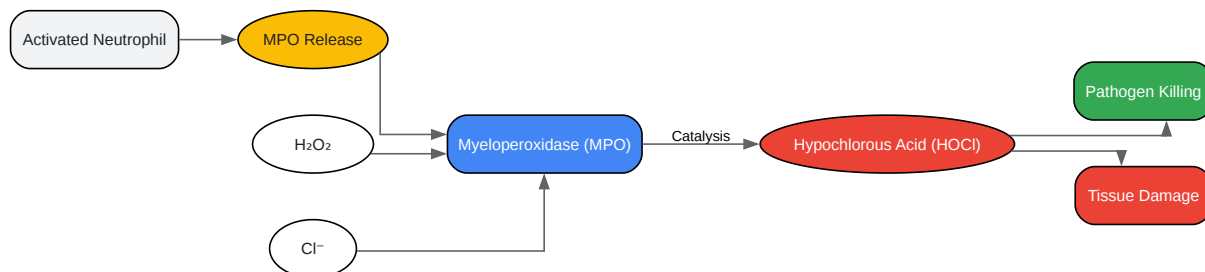 Activated Neutrophil
MPO Release
H₂O₂
Cl⁻
Myeloperoxidase (MPO)
Catalysis
Hypochlorous Acid (HOCl)
Pathogen Killing
Tissue Damage